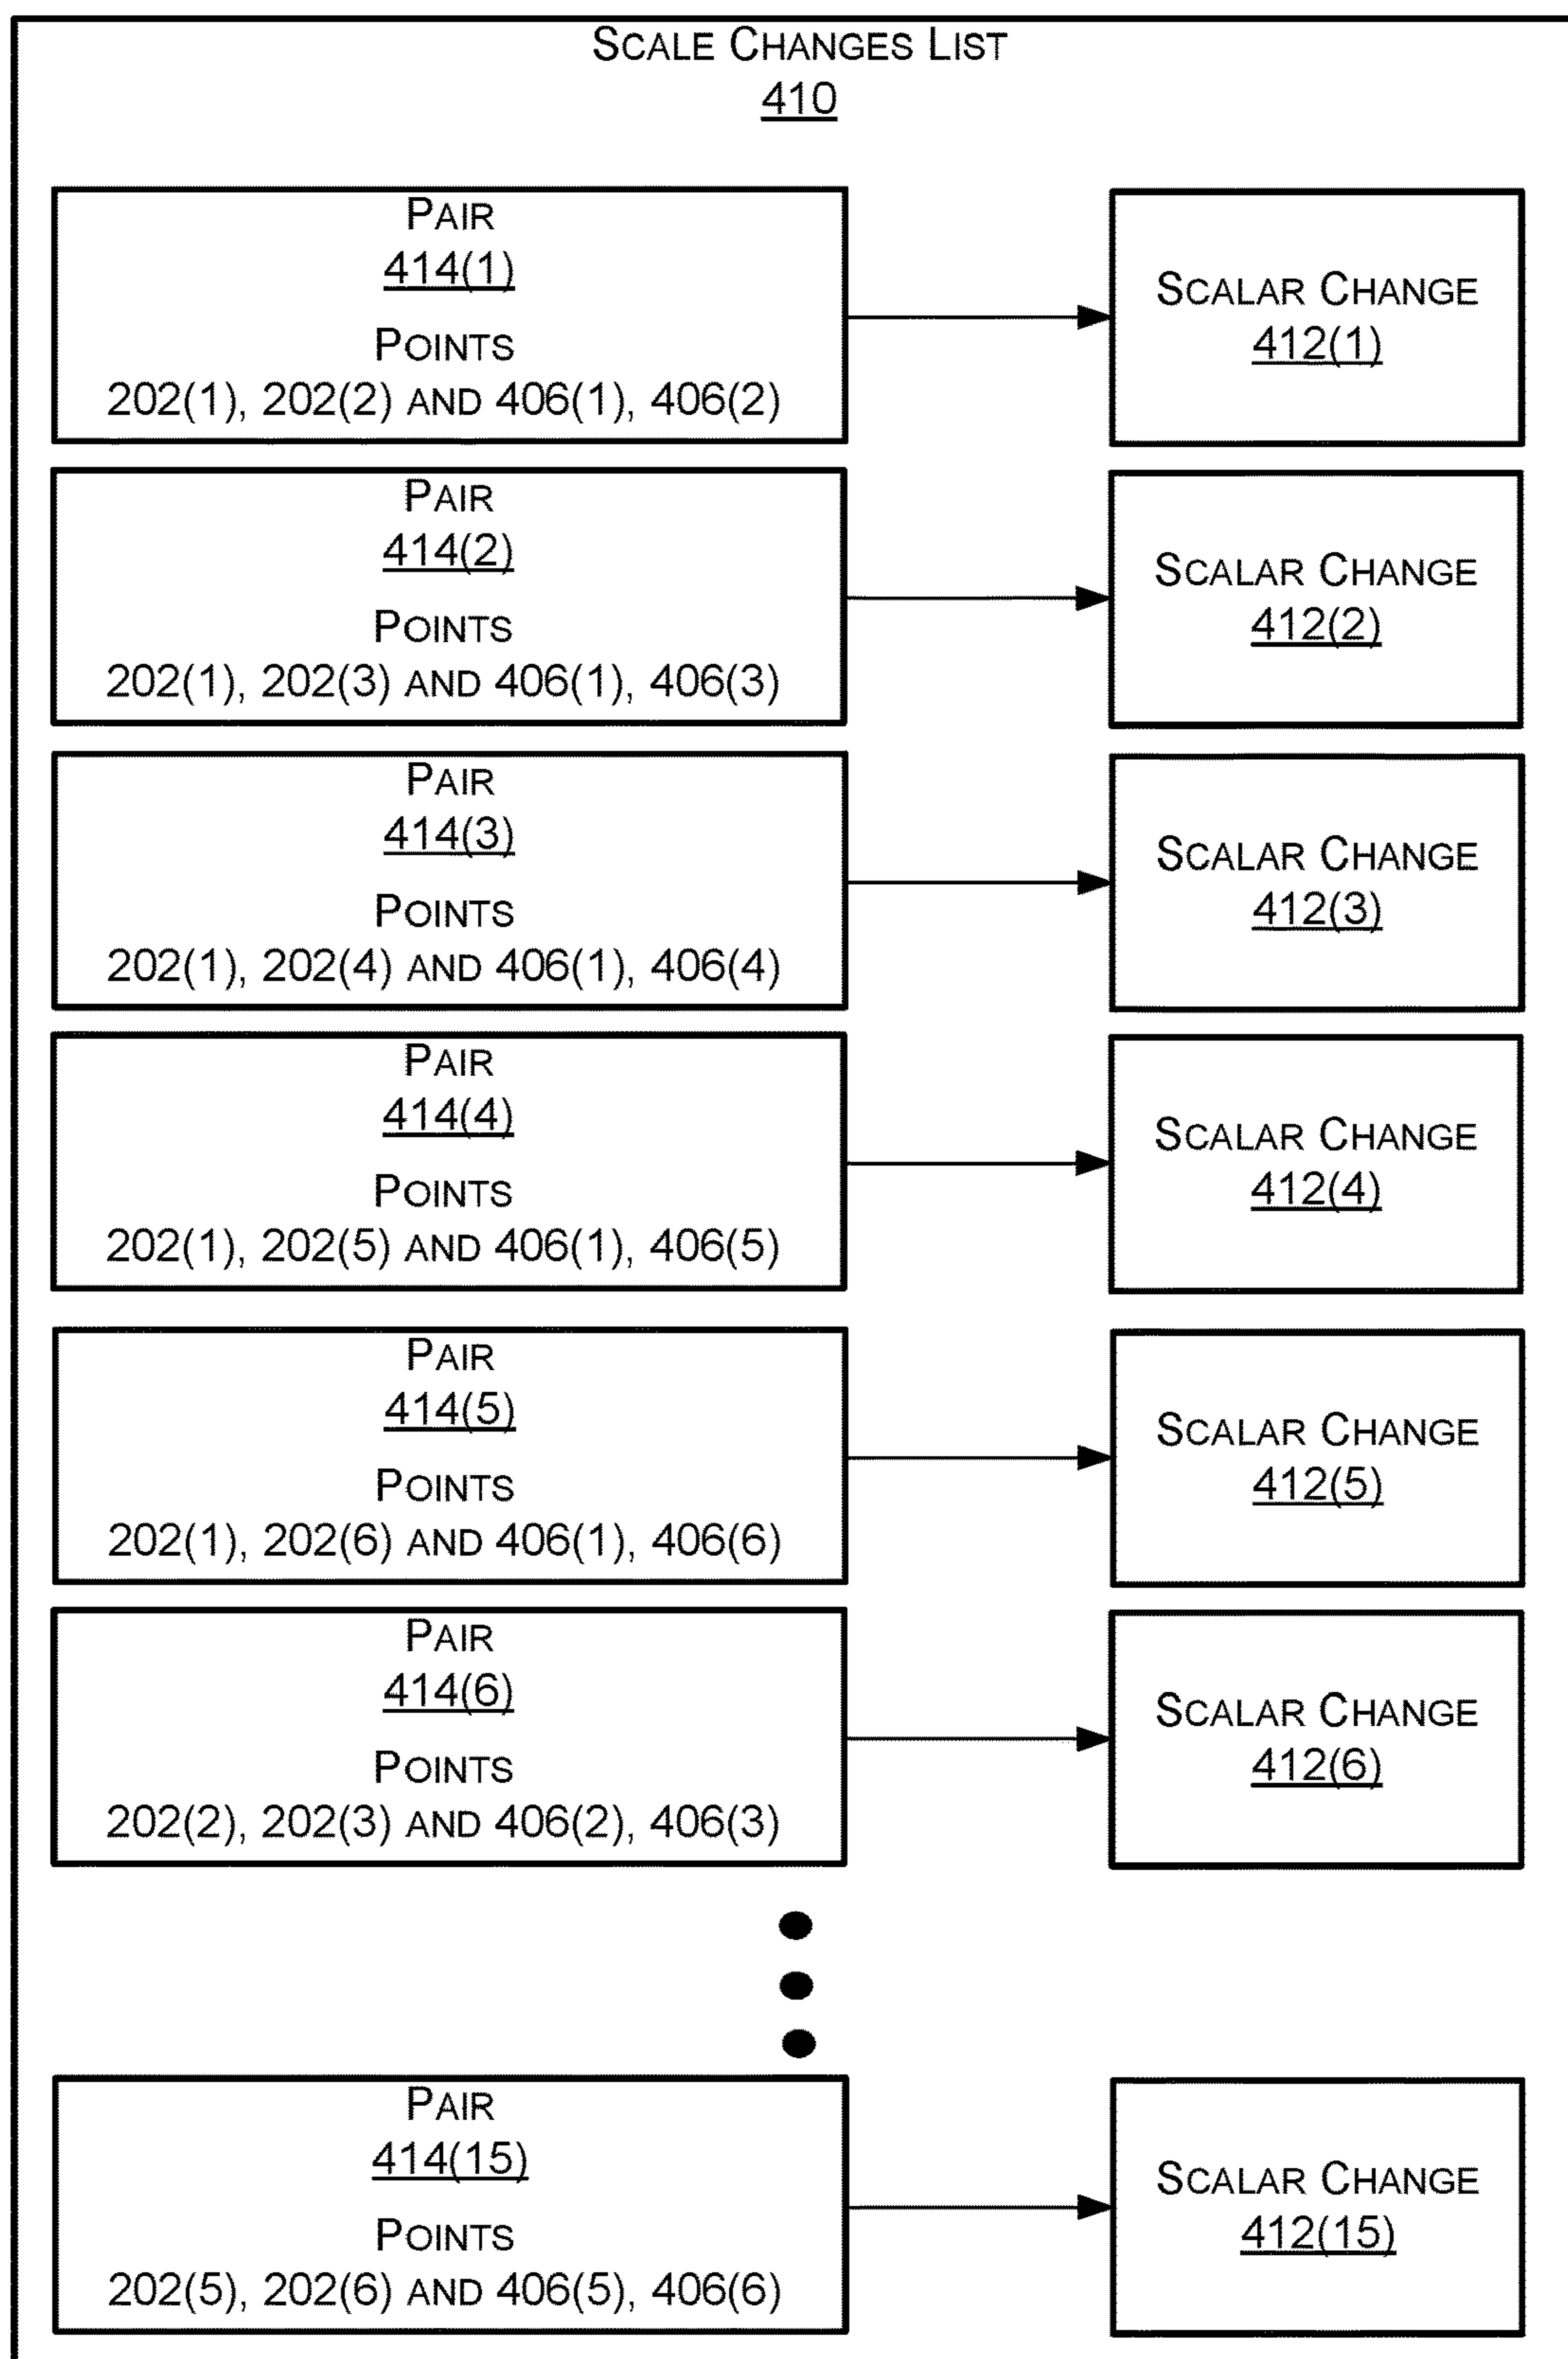 SCALE CHANGES LIST
410
PAIR
414(1)
POINTS
202(1), 202(2) AND 406(1), 406(2)
SCALAR CHANGE
412(1)
PAIR
414(2)
POINTS
202(1), 202(3) AND 406(1), 406(3)
SCALAR CHANGE
412(2)
PAIR
414(3)
POINTS
202(1), 202(4) AND 406(1), 406(4)
SCALAR CHANGE
412(3)
PAIR
414(4)
POINTS
202(1), 202(5) AND 406(1), 406(5)
SCALAR CHANGE
412(4)
PAIR
414(5)
POINTS
202(1), 202(6) AND 406(1), 406(6)
SCALAR CHANGE
412(5)
PAIR
414(6)
POINTS
202(2), 202(3) AND 406(2), 406(3)
SCALAR CHANGE
412(6)
PAIR
414(15)
POINTS
202(5), 202(6) AND 406(5), 406(6)
SCALAR CHANGE
412(15)